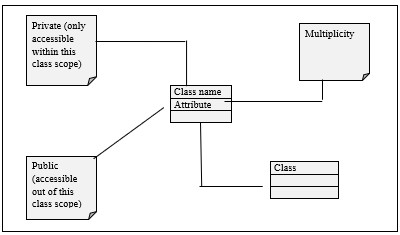 Private (only
accessible
within this
class scope)
Multiplicity
Class name
Attribute
Public
(accessible
out of this
class scope)
Class